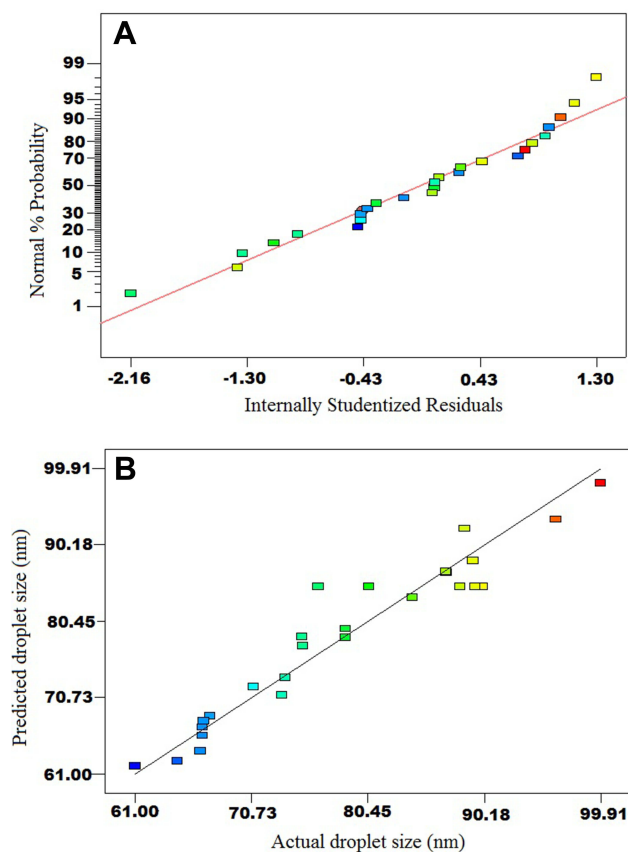 A
99
95
90
80
70
50
30
20
10
5
1
Normal % Probability
-2.16 -1.30 -0.43 0.43 1.30
Internally Studentized Residuals
B
99.91
90.18
80.45
70.73
61.00
Predicted droplet size (nm)
61.00 70.73 80.45 90.18 99.91
Actual droplet size (nm)